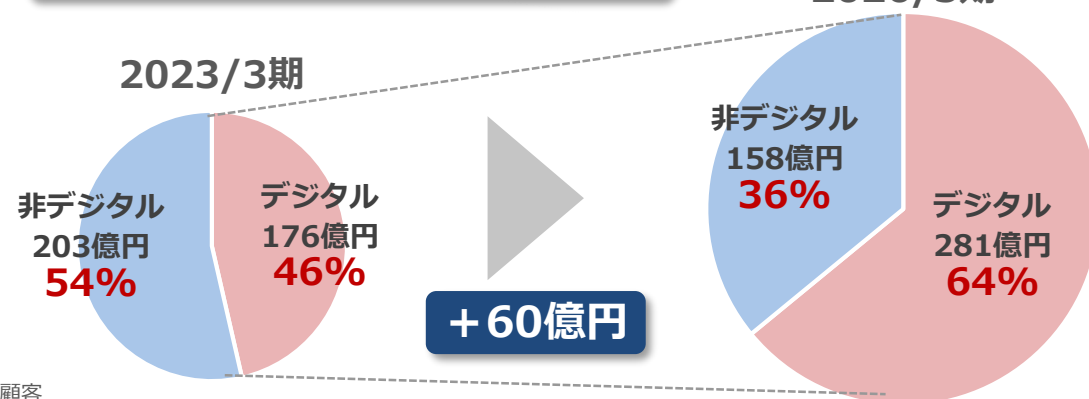 2023/3期
非デジタル
203億円
54%
デジタル
176億円
46%
+60億円
非デジタル
158億円
36%
デジタル
281億円
64%
顧客